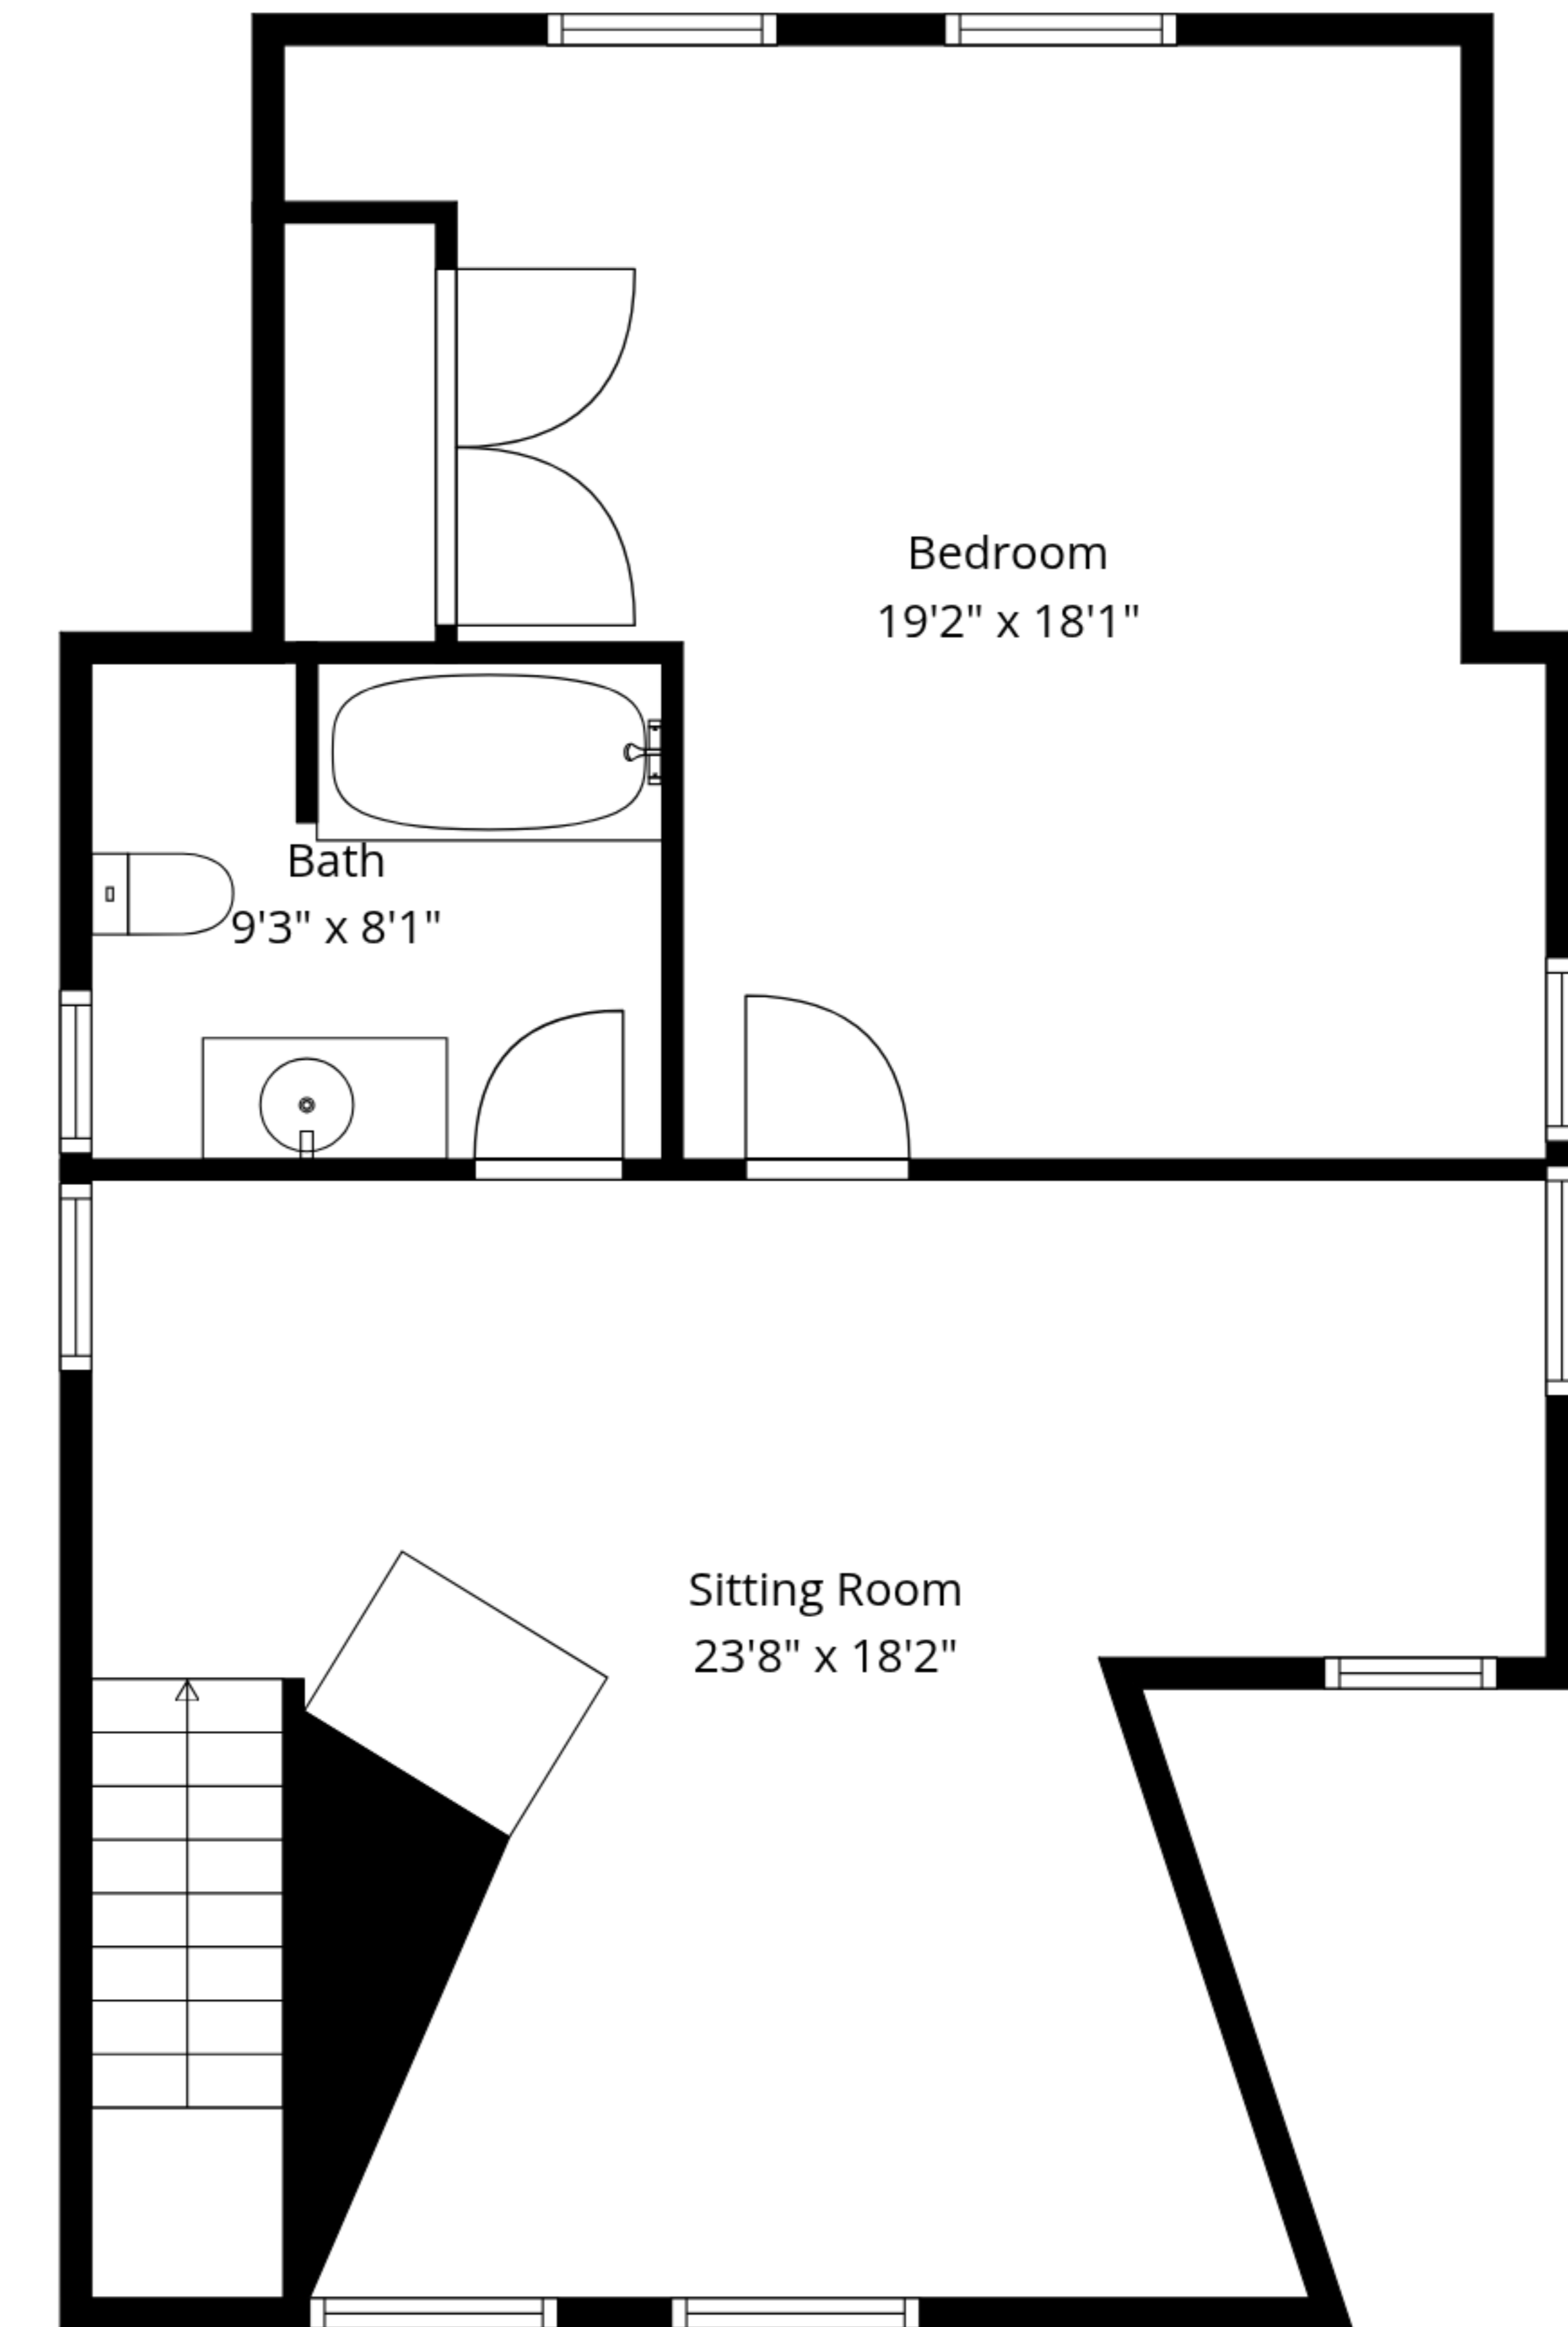 Bedroom
19'2" x 18'1"
Bath
9'3" x 8'1"
Sitting Room
23'8" x 18'2"